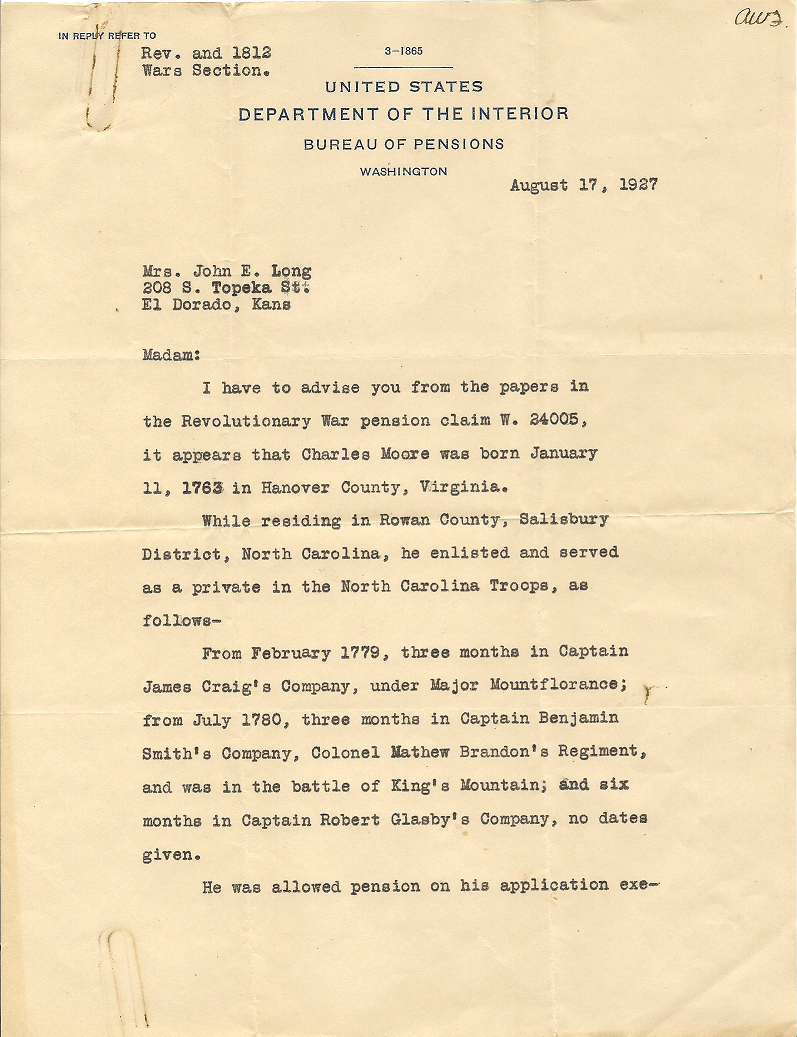 AWF
IN REPLY REFER TO
Rev. and 1812
Wars Section.
3-1865
UNITED STATES
DEPARTMENT OF THE INTERIOR
BUREAU OF PENSIONS
WASHINGTON
August 17, 1927
Mrs. John E. Long
208 S. Topeka St.
El Dorado, Kans
Madam:
I have to advise you from the papers in
the Revolutionary War pension claim W. 24005,
it appears that Charles Moore was born January
11, 1763 in Hanover County, Virginia.
While residing in Rowan County, Salisbury
District, North Carolina, he enlisted and served
as a private in the North Carolina Troops, as
follows-
From February 1779, three months in Captain
James Craig's Company, under Major Mountflorance;
from July 1780, three months in Captain Benjamin
Smith's Company, Colonel Mathew Brandon's Regiment,
and was in the battle of King's Mountain; and six
months in Captain Robert Glasby's Company, no dates
given.
He was allowed pension on his application exe-